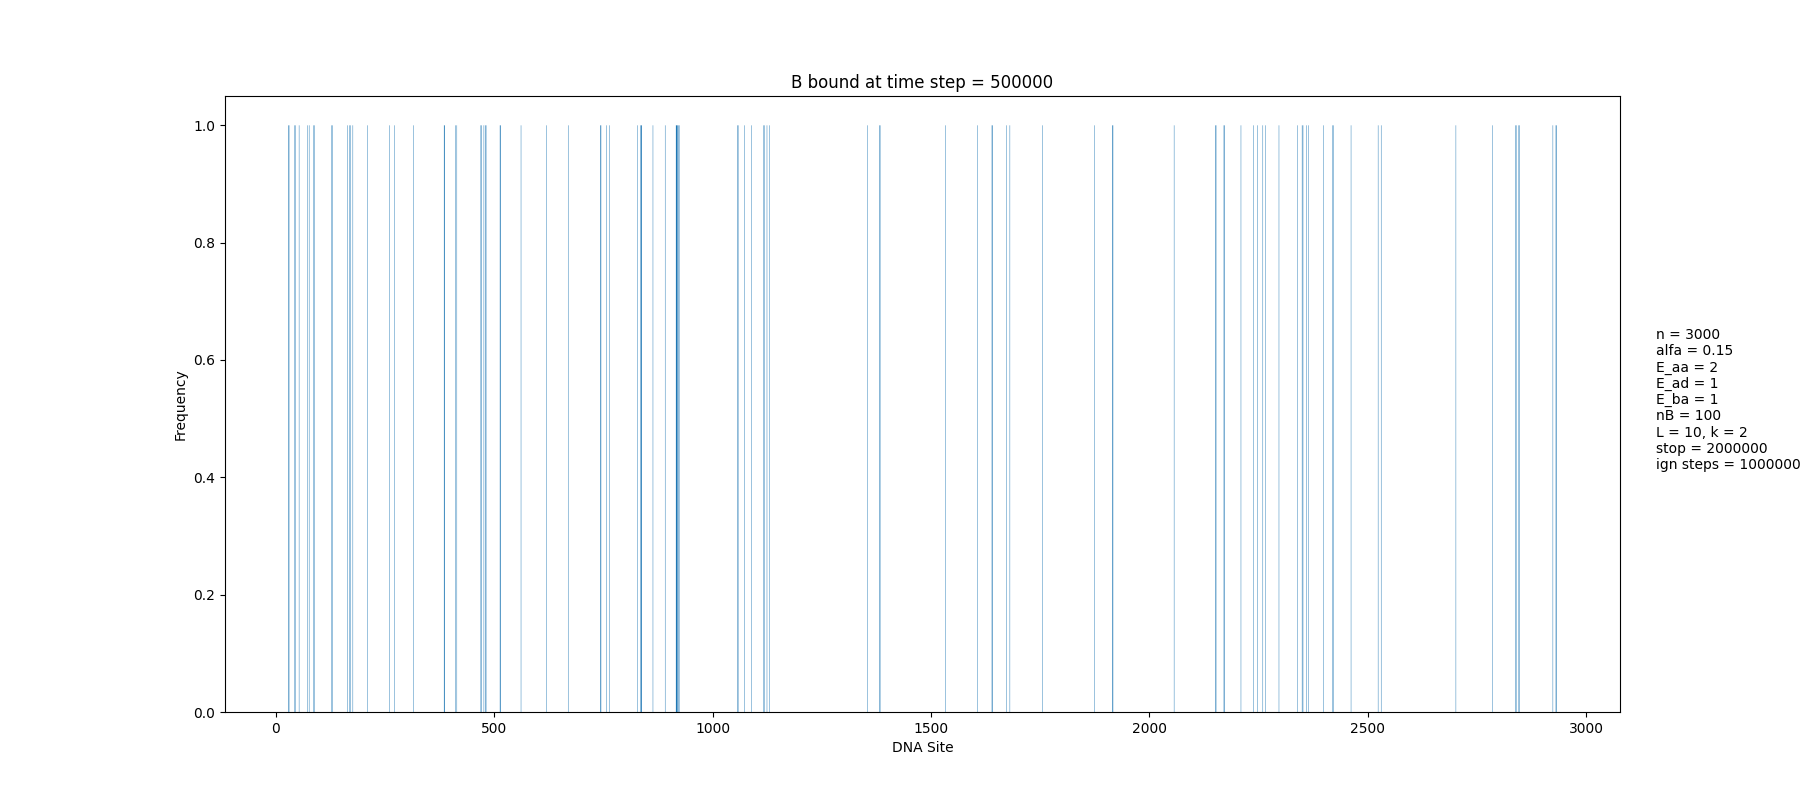 B bound at time step = 500000
1.0
0.8
0.6
0.4
0.2
0.0
Frequency
0 500 1000 1500 2000 2500 3000
DNA Site
n = 3000
alfa = 0.15
E_aa = 2
E_ad = 1
E_ba = 1
nB = 100
L = 10, k = 2
stop = 2000000
ign steps = 1000000